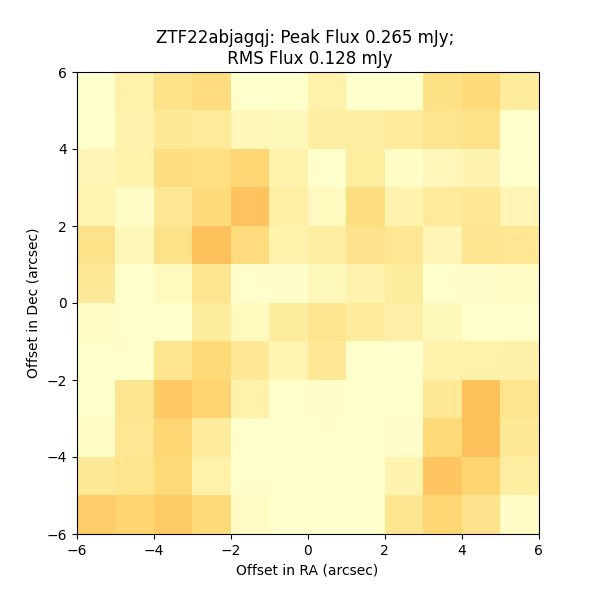 ZTF22abjagqj: Peak Flux 0.265 mJy;
RMS Flux 0.128 mJy
6
4
2
0
−2
−4
−6
Offset in Dec (arcsec)
−6 −4 −2 0 2 4 6
Offset in RA (arcsec)